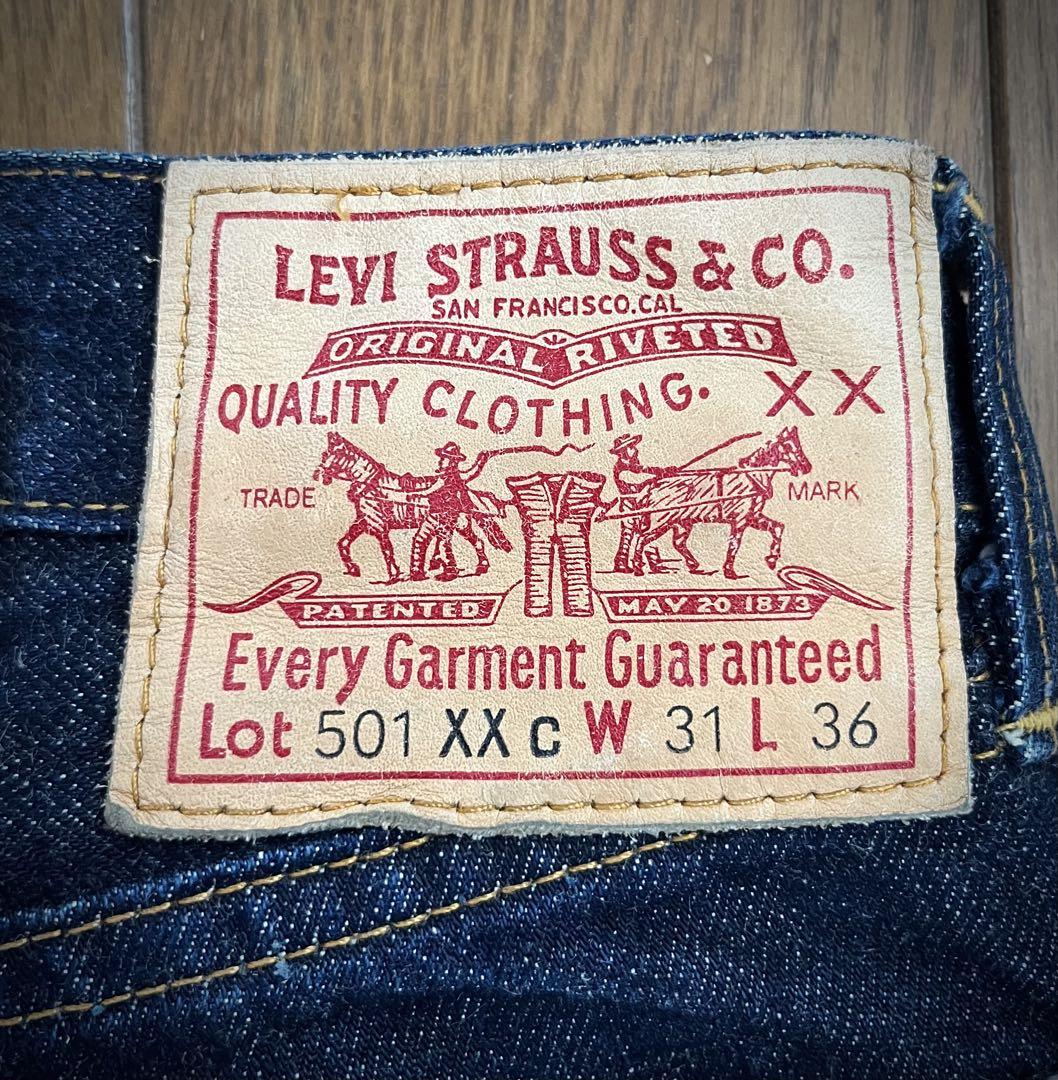 LEVI STRAUSS & CO.
SAN FRANCISCO.CAL
ORIGINAL RIVETED
QUALITY CLOTHING. XX
TRADE MARK
PATENTED MAY 20 1873
Every Garment Guaranteed
Lot 501 XX C W 31 L 36